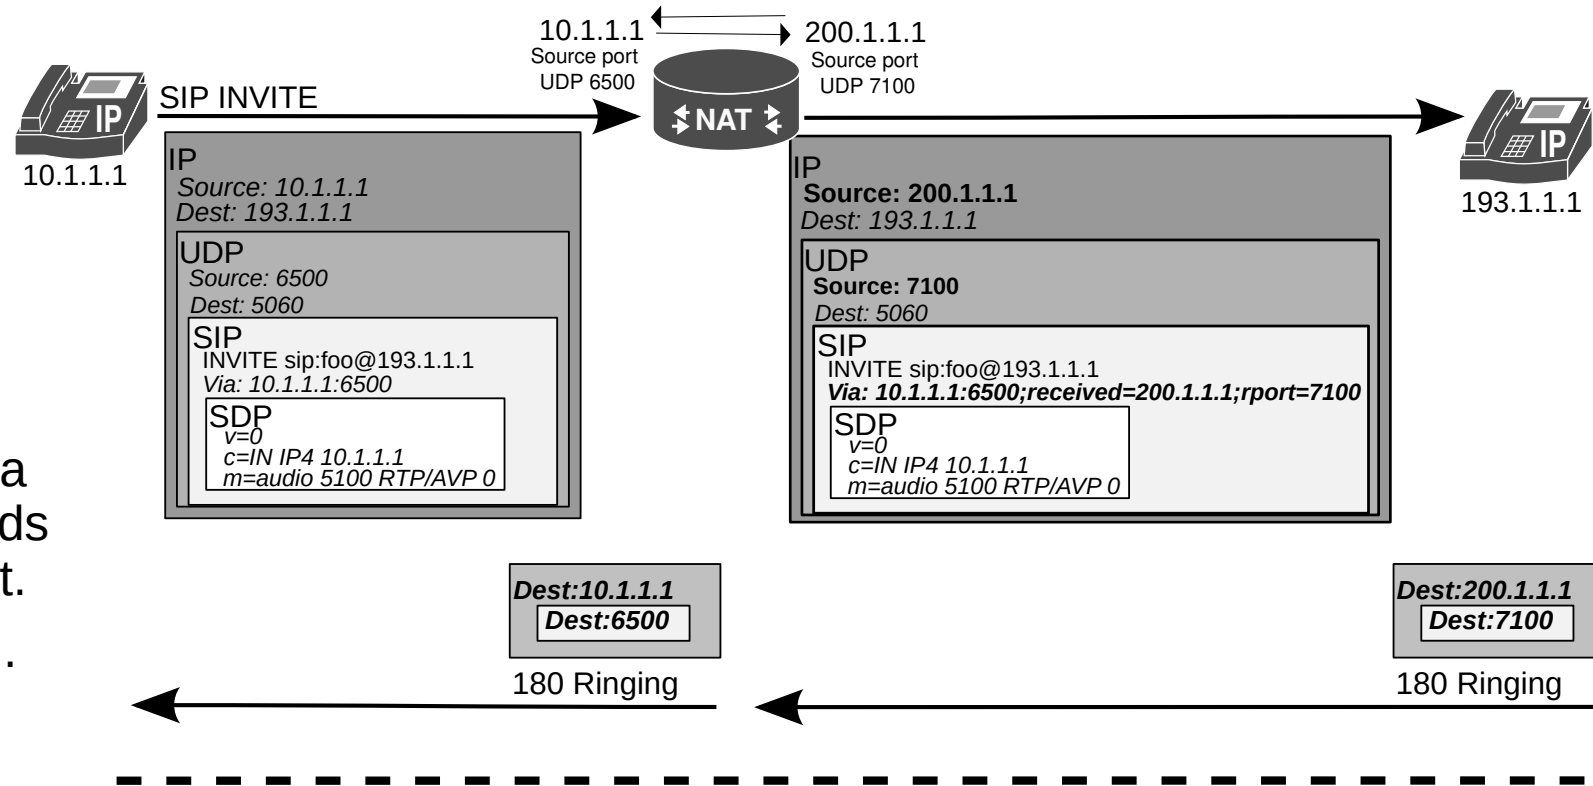 10.1.1.1
Source port
UDP 6500
200.1.1.1
Source port
UDP 7100
SIP INVITE
IP
NAT
IP
10.1.1.1
193.1.1.1
IP
Source: 10.1.1.1
Dest: 193.1.1.1
UDP
Source: 6500
Dest: 5060
SIP
INVITE sip:foo@193.1.1.1
Via: 10.1.1.1:6500
SDP
v=0
c=IN IP4 10.1.1.1
m=audio 5100 RTP/AVP 0
IP
Source: 200.1.1.1
Dest: 193.1.1.1
UDP
Source: 7100
Dest: 5060
SIP
INVITE sip:foo@193.1.1.1
Via: 10.1.1.1:6500;received=200.1.1.1;rport=7100
SDP
v=0
c=IN IP4 10.1.1.1
m=audio 5100 RTP/AVP 0
a
ds
t.
.
Dest:10.1.1.1
Dest:6500
180 Ringing
Dest:200.1.1.1
Dest:7100
180 Ringing